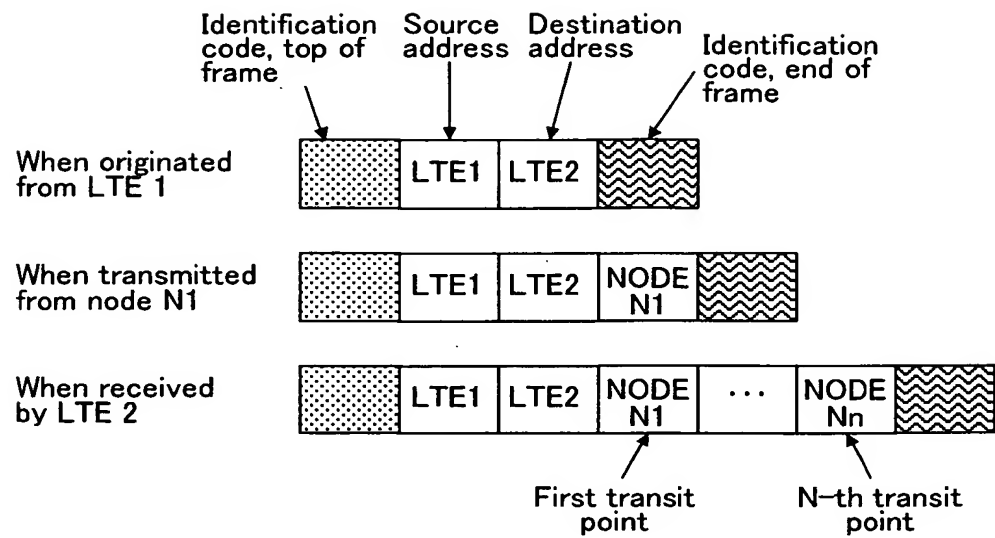 Identification
code, top of
frame
Source
address
Destination
address
Identification
code, end of
frame
When originated
from LTE 1
LTE1
LTE2
When transmitted
from node N1
LTE1
LTE2
NODE
N1
When received
by LTE 2
LTE1
LTE2
NODE
N1
...
NODE
Nn
First transit
point
N-th transit
point